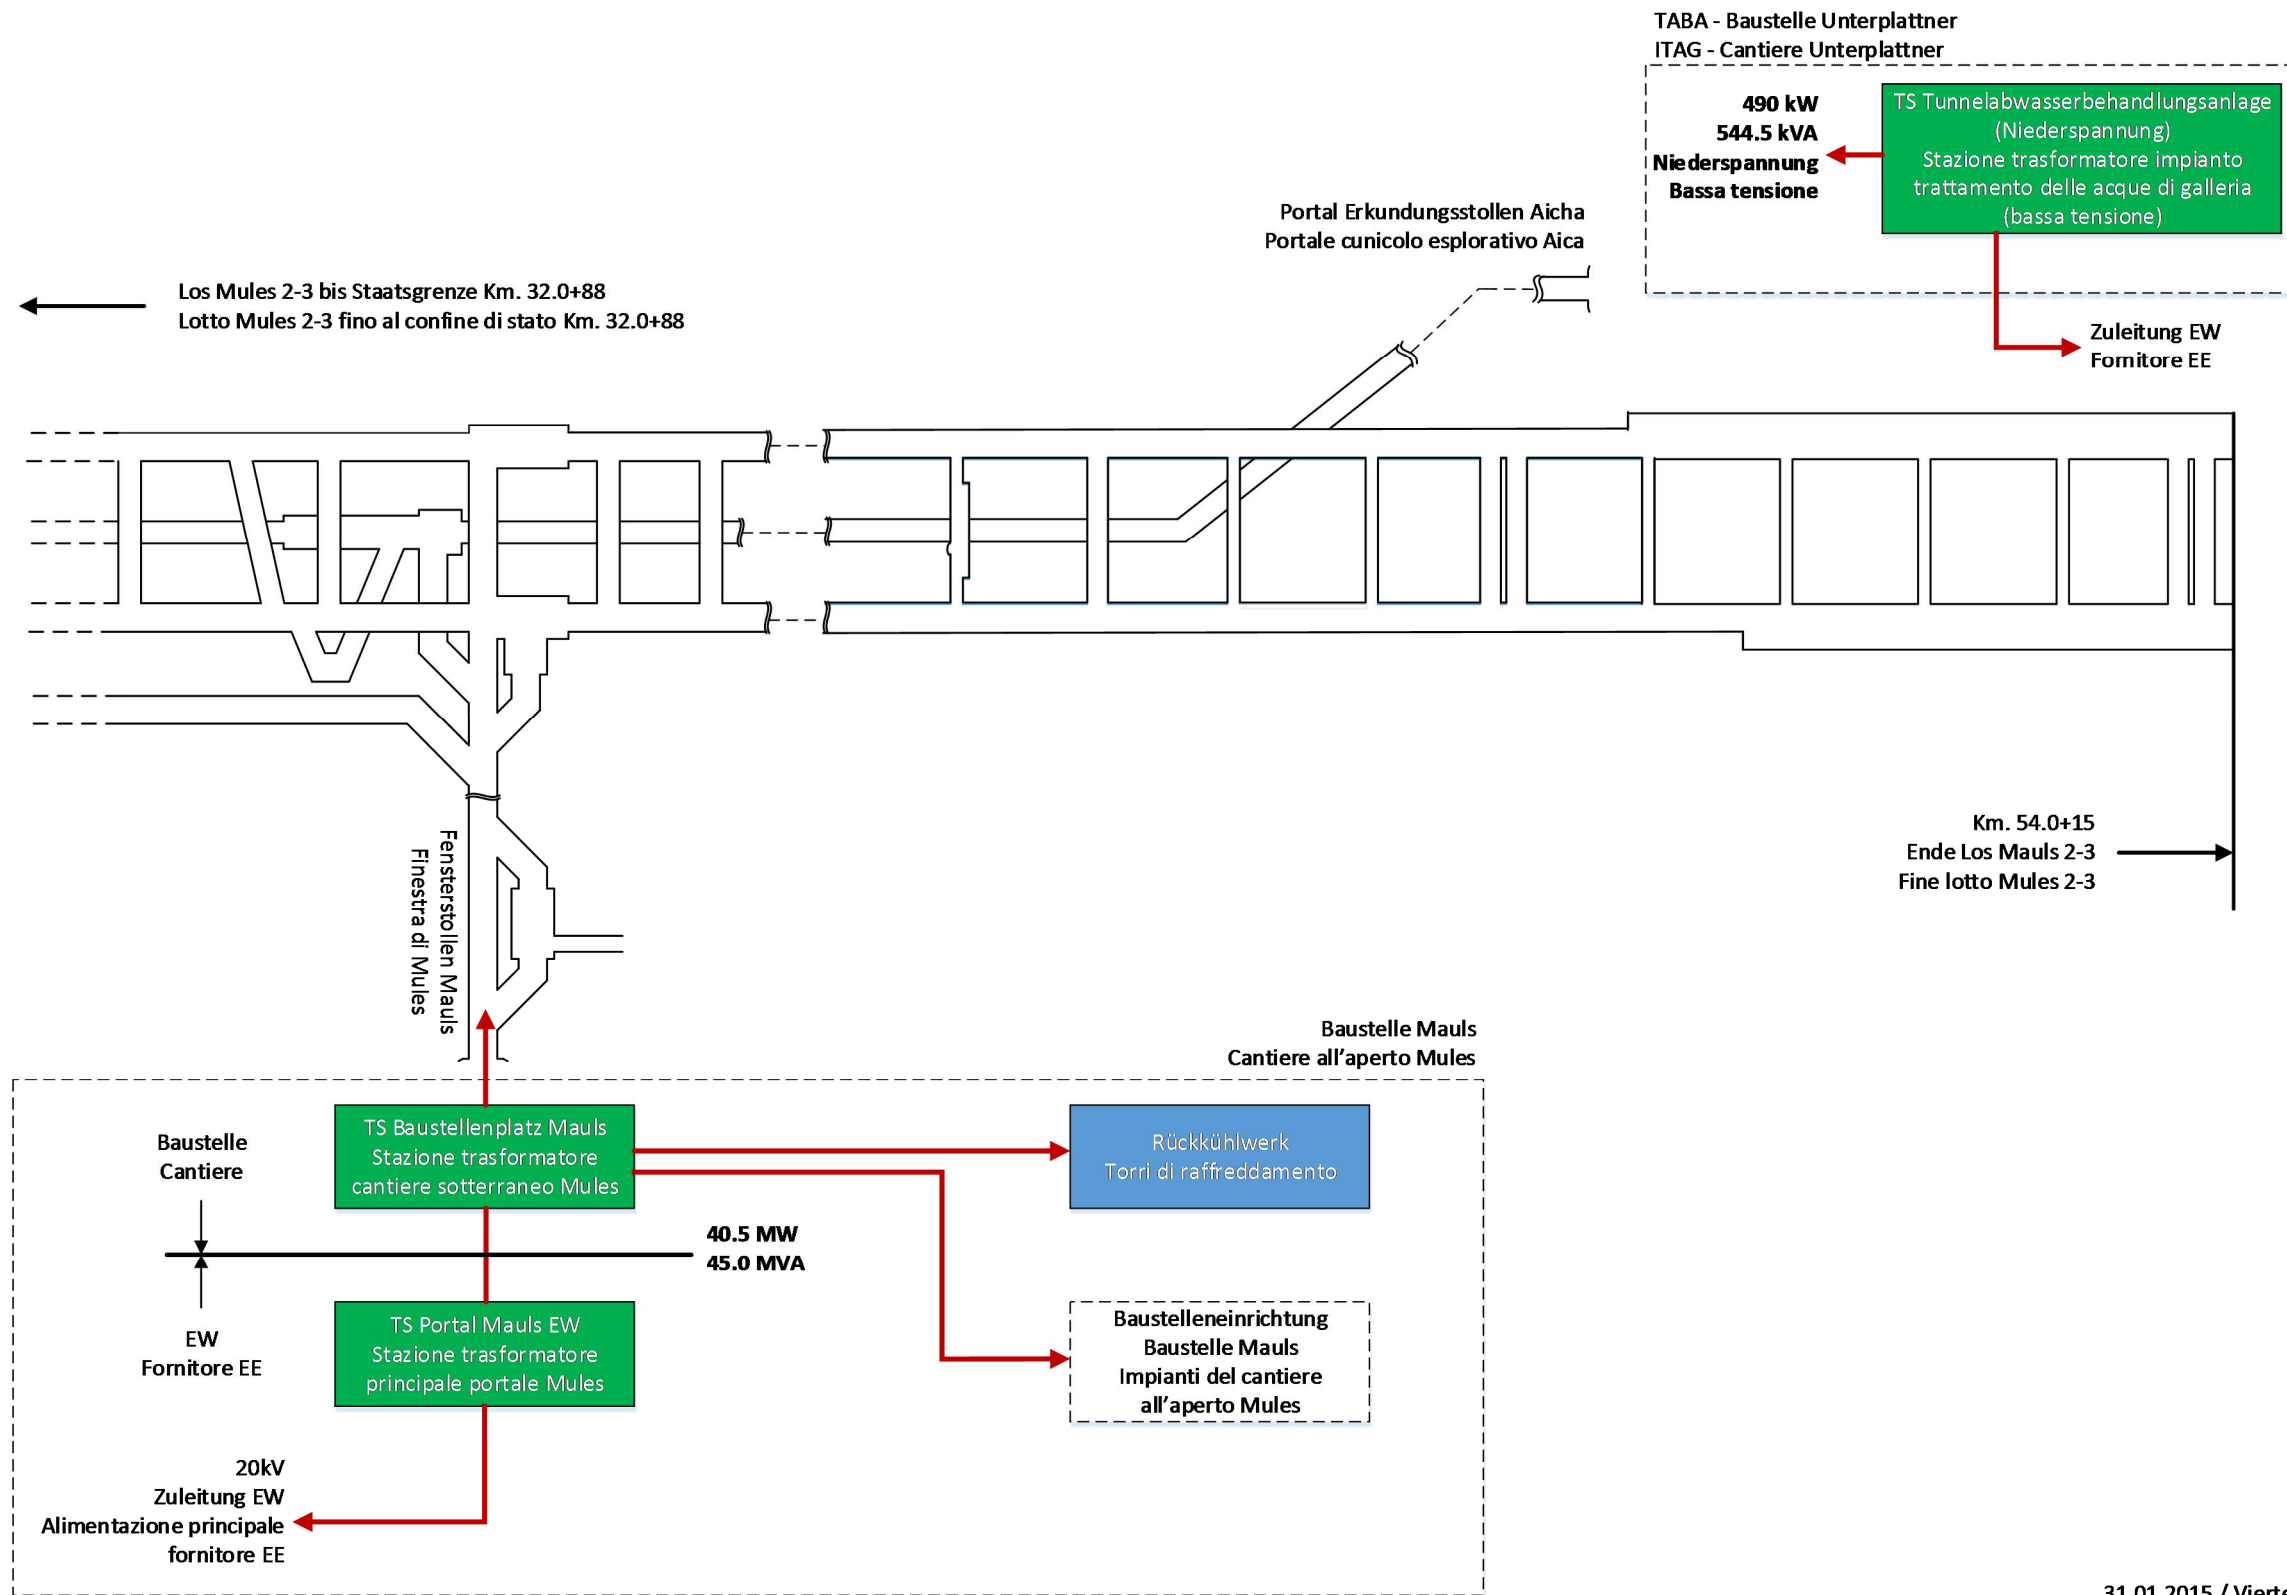 TABA - Baustelle Unterplattner
ITAG - Cantiere Unterplattner
490 kW
544.5 kVA
Niederspannung
Bassa tensione
TS Tunnelabwasserbehandlungsanlage
(Niederspannung)
Stazione trasformatore impianto
trattamento delle acque di galleria
(bassa tensione)
Zuleitung EW
Fornitore EE
Portal Erkundungsstollen Aicha
Portale cunicolo esplorativo Aica
Los Mules 2-3 bis Staatsgrenze Km. 32.0+88
Lotto Mules 2-3 fino al confine di stato Km. 32.0+88
Km. 54.0+15
Ende Los Mauls 2-3
Fine lotto Mules 2-3
Fensterstollen Mauls
Finestra di Mules
Baustelle Mauls
Cantiere all'aperto Mules
Baustelle
Cantiere
TS Baustellenplatz Mauls
Stazione trasformatore
cantiere sotterraneo Mules
Rückkühlwerk
Torri di raffreddamento
40.5 MW
45.0 MVA
EW
Fornitore EE
TS Portal Mauls EW
Stazione trasformatore
principale portale Mules
Baustelleneinrichtung
Baustelle Mauls
Impianti del cantiere
all'aperto Mules
20kV
Zuleitung EW
Alimentazione principale
fornitore EE